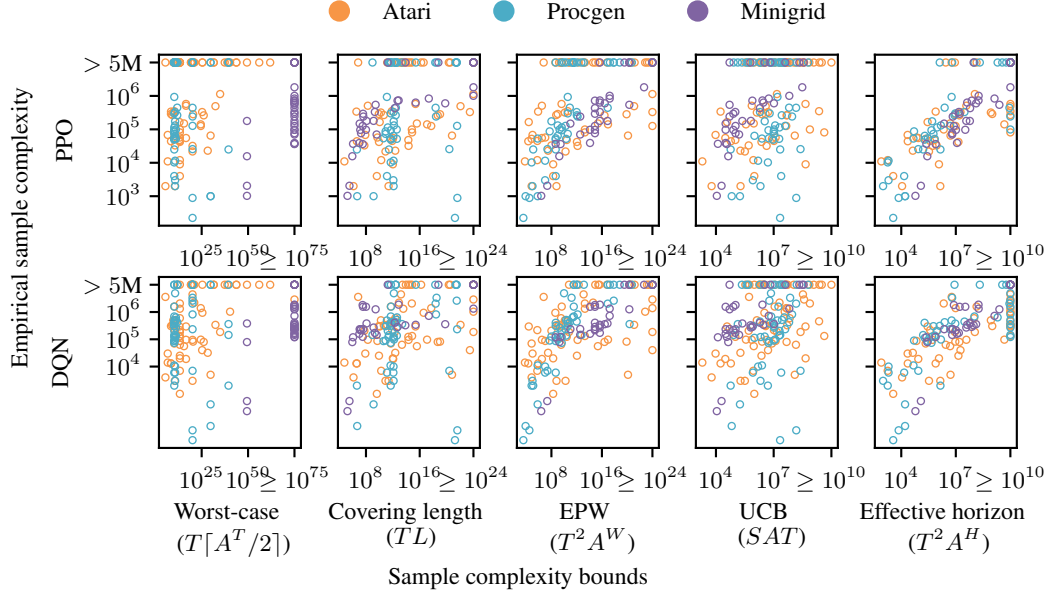 Atari Procgen Minigrid
Empirical sample complexity
PPO
> 5M
10^6
10^5
10^4
10^3
10^25 10^50 ≥ 10^75
10^8 10^16 ≥ 10^24
10^8 10^16 ≥ 10^24
10^4 10^7 ≥ 10^10
10^4 10^7 ≥ 10^10
DQN
> 5M
10^6
10^5
10^4
10^25 10^50 ≥ 10^75
10^8 10^16 ≥ 10^24
10^8 10^16 ≥ 10^24
10^4 10^7 ≥ 10^10
10^4 10^7 ≥ 10^10
Worst-case
(T⌈A^T/2⌉)
Covering length
(TL)
EPW
(T^2A^W)
UCB
(SAT)
Effective horizon
(T^2A^H)
Sample complexity bounds